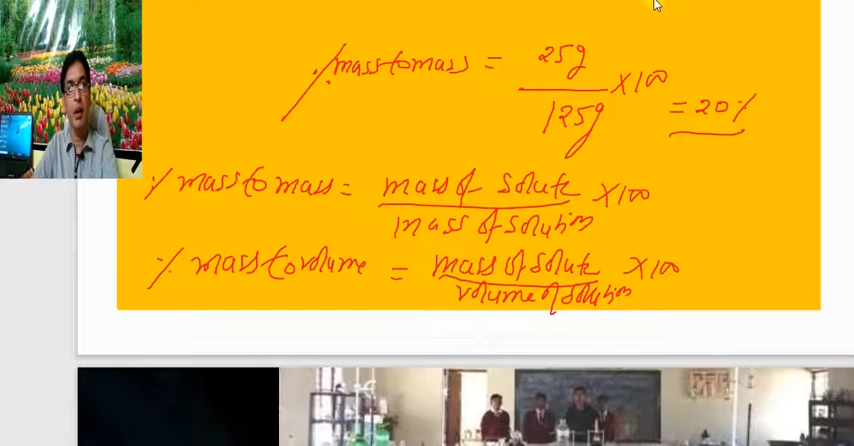 % mass to mass = 25g / 125g × 100 = 20%
% mass to mass = mass of solute / mass of solution × 100
% mass to volume = mass of solute / volume of solution × 100